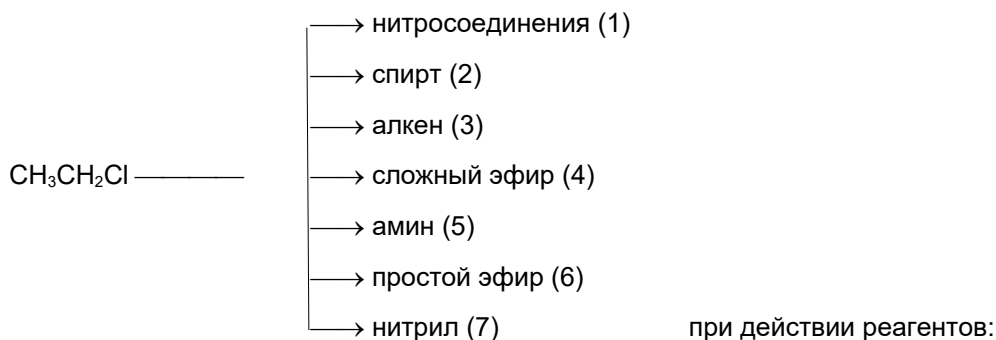 нитросоединения (1)
спирт (2)
алкен (3)
CH₃CH₂Cl сложный эфир (4)
амин (5)
простой эфир (6)
нитрил (7) при действии реагентов: